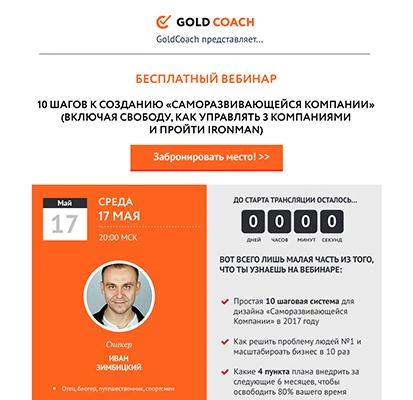 GOLD COACH
GoldCoach представляет...
БЕСПЛАТНЫЙ ВЕБИНАР
10 ШАГОВ К СОЗДАНИЮ «САМОРАЗВИВАЮЩЕЙСЯ КОМПАНИИ»
(ВКЛЮЧАЯ СВОБОДУ, КАК УПРАВЛЯТЬ 3 КОМПАНИЯМИ
И ПРОЙТИ IRONMAN)
Забронировать место! >>
Май
17
СРЕДА
17 МАЯ
20:00 МСК
Спикер
ИВАН
ЗИМБИЦКИЙ
Отец, блогер, путешественник, спортсмен
ДО СТАРТА ТРАНСЛЯЦИИ ОСТАЛОСЬ...
0 0 0 0
ДНЕЙ ЧАСОВ МИНУТ СЕКУНД
ВОТ ВСЕГО ЛИШЬ МАЛАЯ ЧАСТЬ ИЗ ТОГО,
ЧТО ТЫ УЗНАЕШЬ НА ВЕБИНАРЕ:
Простая 10 шаговая система для
дизайна «Саморазвивающейся
Компании» в 2017 году
Как решить проблему людей №1 и
масштабировать бизнес в 10 раз
Какие 4 пункта плана внедрить за
следующие 6 месяцев, чтобы
освободить 80% вашего времени